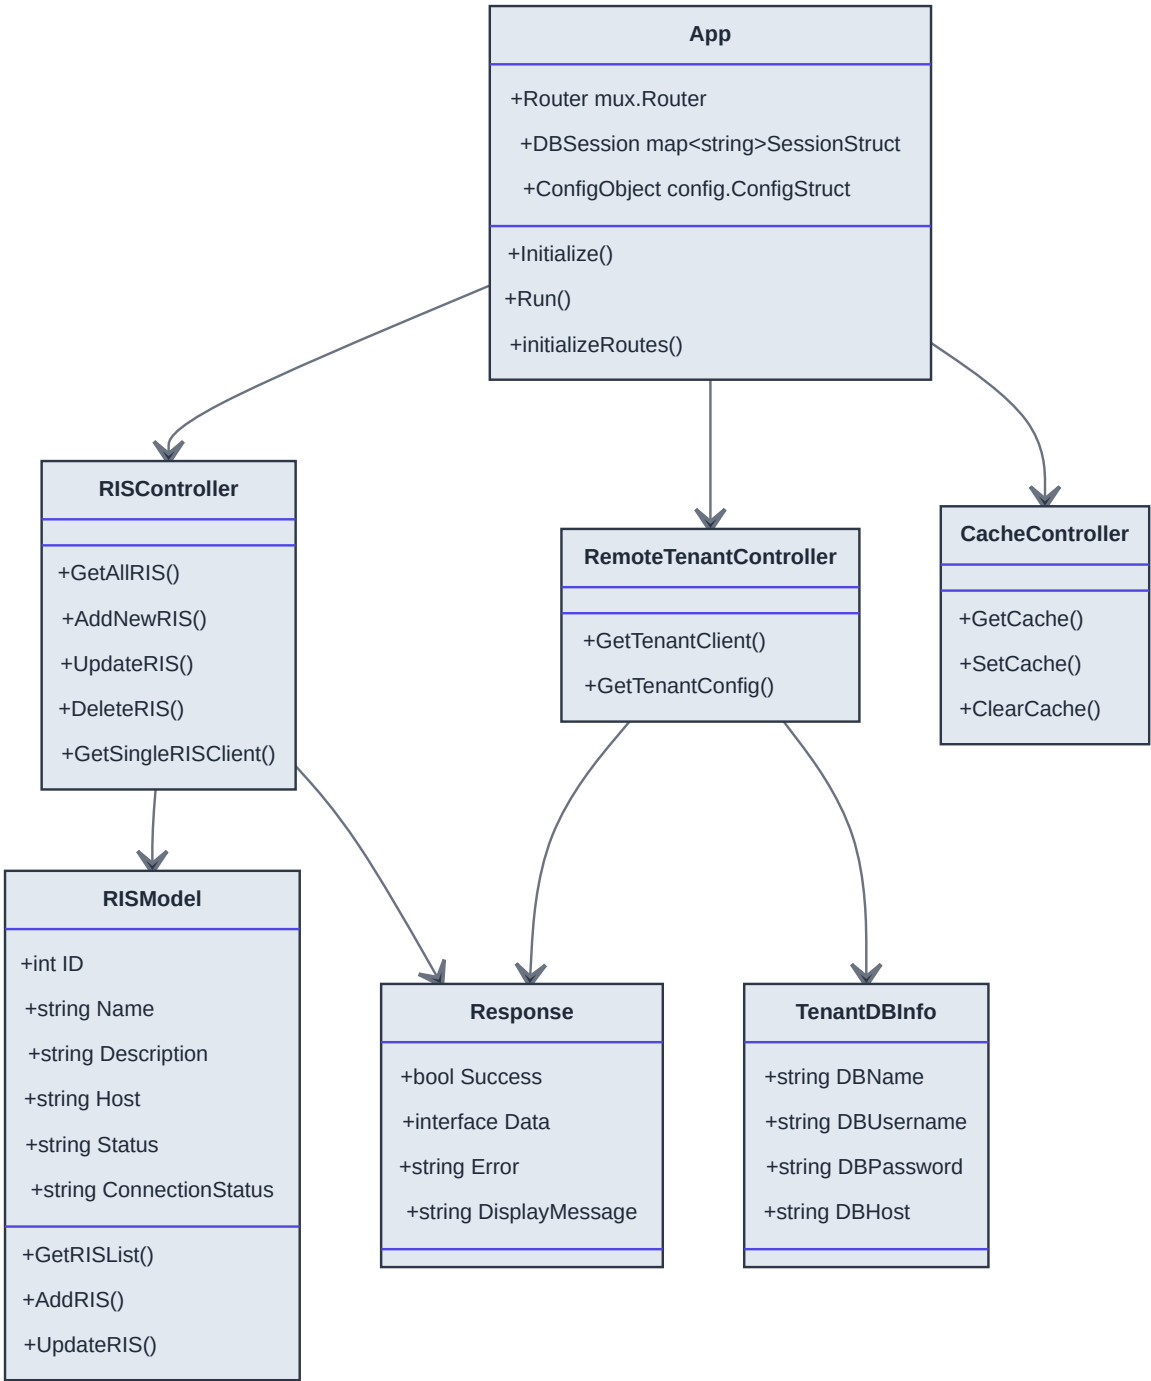 App
+Router mux.Router
+DBSession map<string>SessionStruct
+ConfigObject config.ConfigStruct
+Initialize()
+Run()
+initializeRoutes()
RISController
+GetAllRIS()
+AddNewRIS()
+UpdateRIS()
+DeleteRIS()
+GetSingleRISClient()
RemoteTenantController
+GetTenantClient()
+GetTenantConfig()
CacheController
+GetCache()
+SetCache()
+ClearCache()
RISModel
+int ID
+string Name
+string Description
+string Host
+string Status
+string ConnectionStatus
+GetRISList()
+AddRIS()
+UpdateRIS()
Response
+bool Success
+interface Data
+string Error
+string DisplayMessage
TenantDBInfo
+string DBName
+string DBUsername
+string DBPassword
+string DBHost